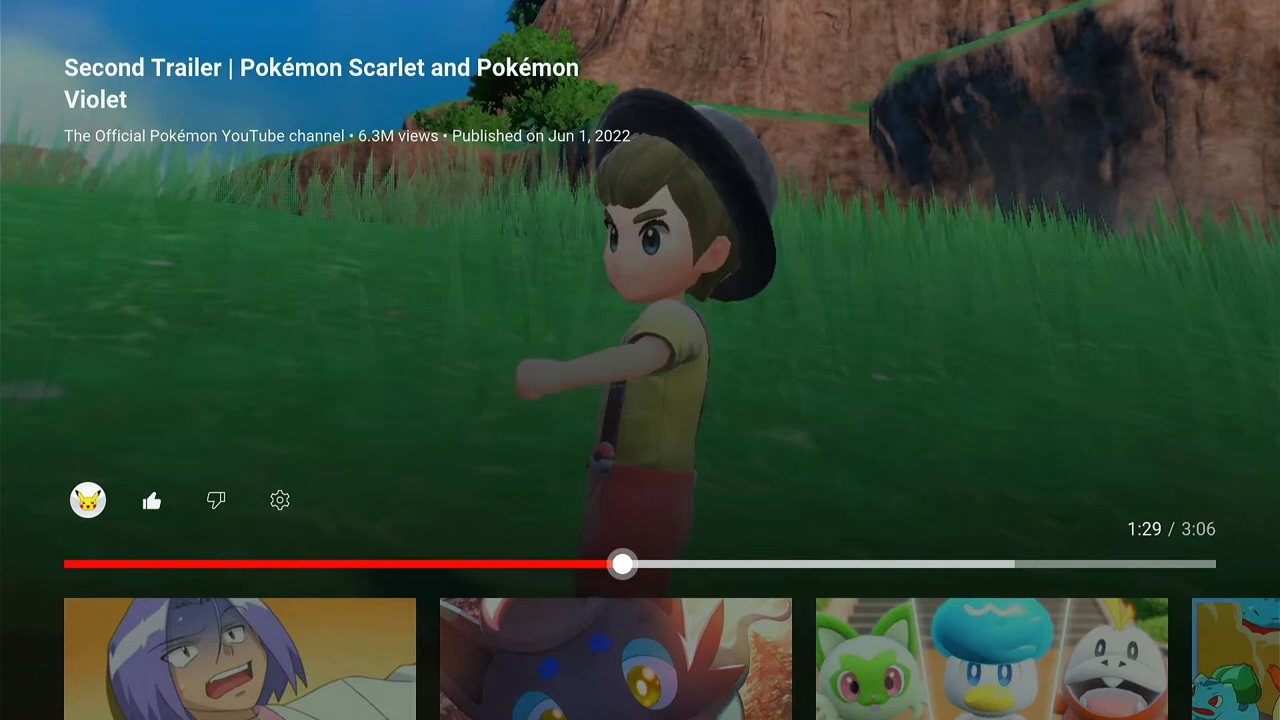 Second Trailer | Pokémon Scarlet and Pokémon
Violet
The Official Pokémon YouTube channel • 6.3M views • Published on Jun 1, 2022
1:29 / 3:06